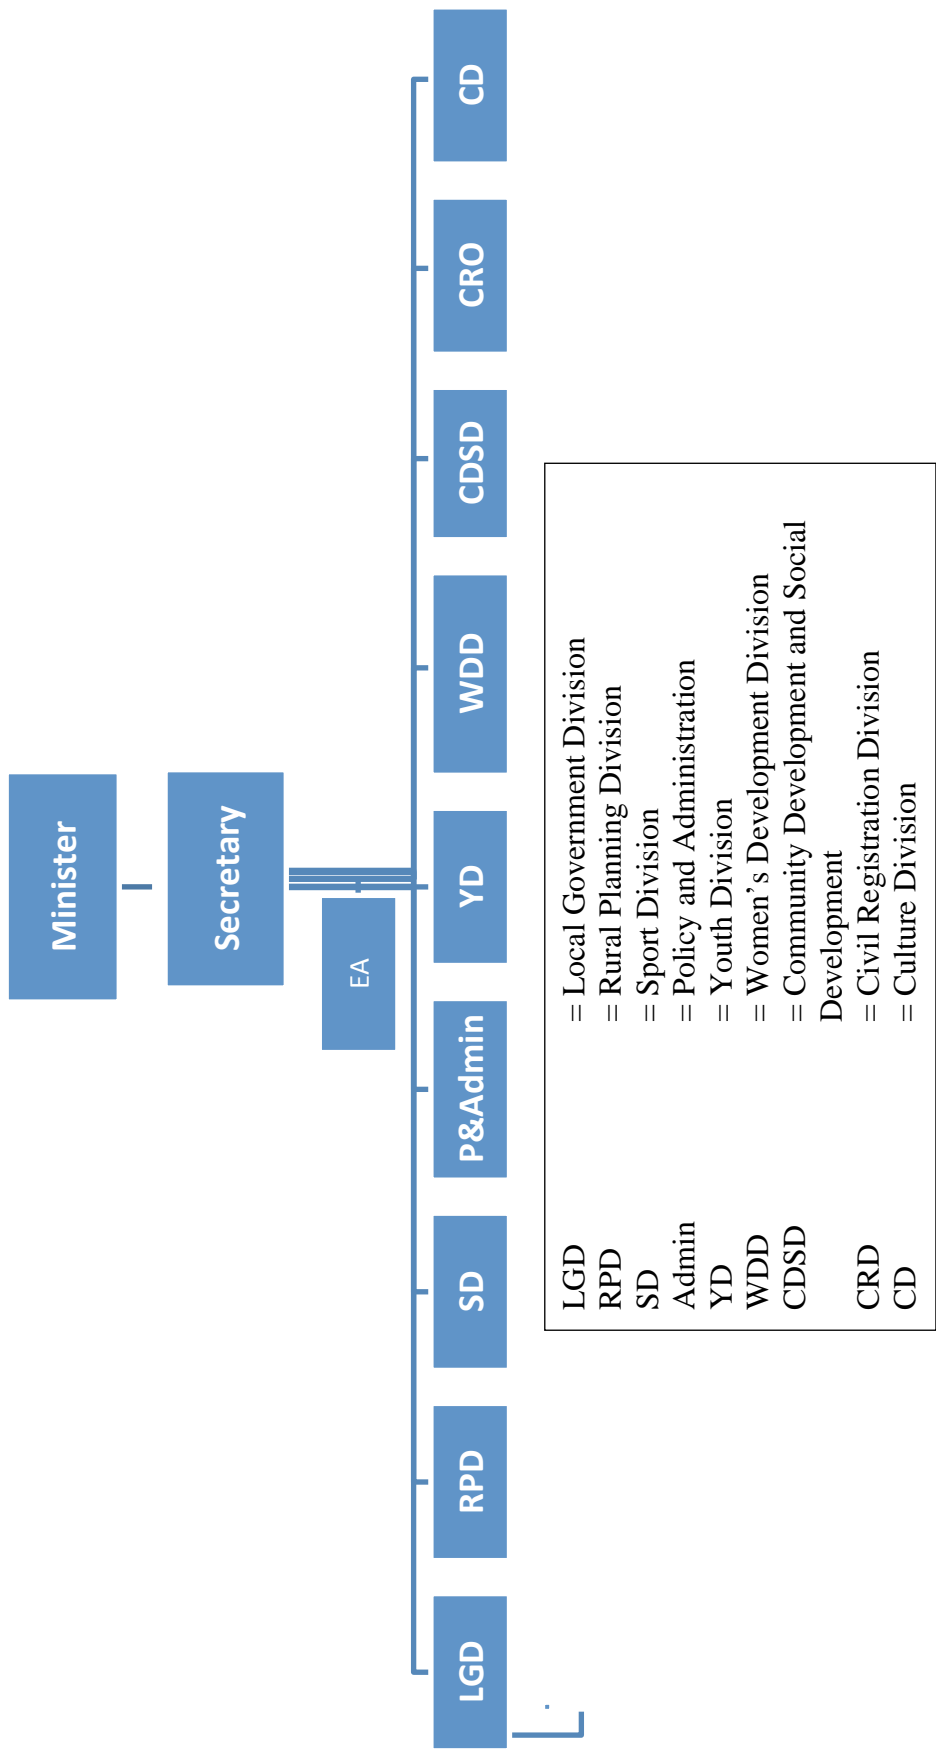 Minister
Secretary
EA
LGD
RPD
SD
P&Admin
YD
WDD
CDSD
CRO
CD
LGD = Local Government Division
RPD = Rural Planning Division
SD = Sport Division
Admin = Policy and Administration
YD = Youth Division
WDD = Women's Development Division
CDSD = Community Development and Social
Development
CRD = Civil Registration Division
CD = Culture Division